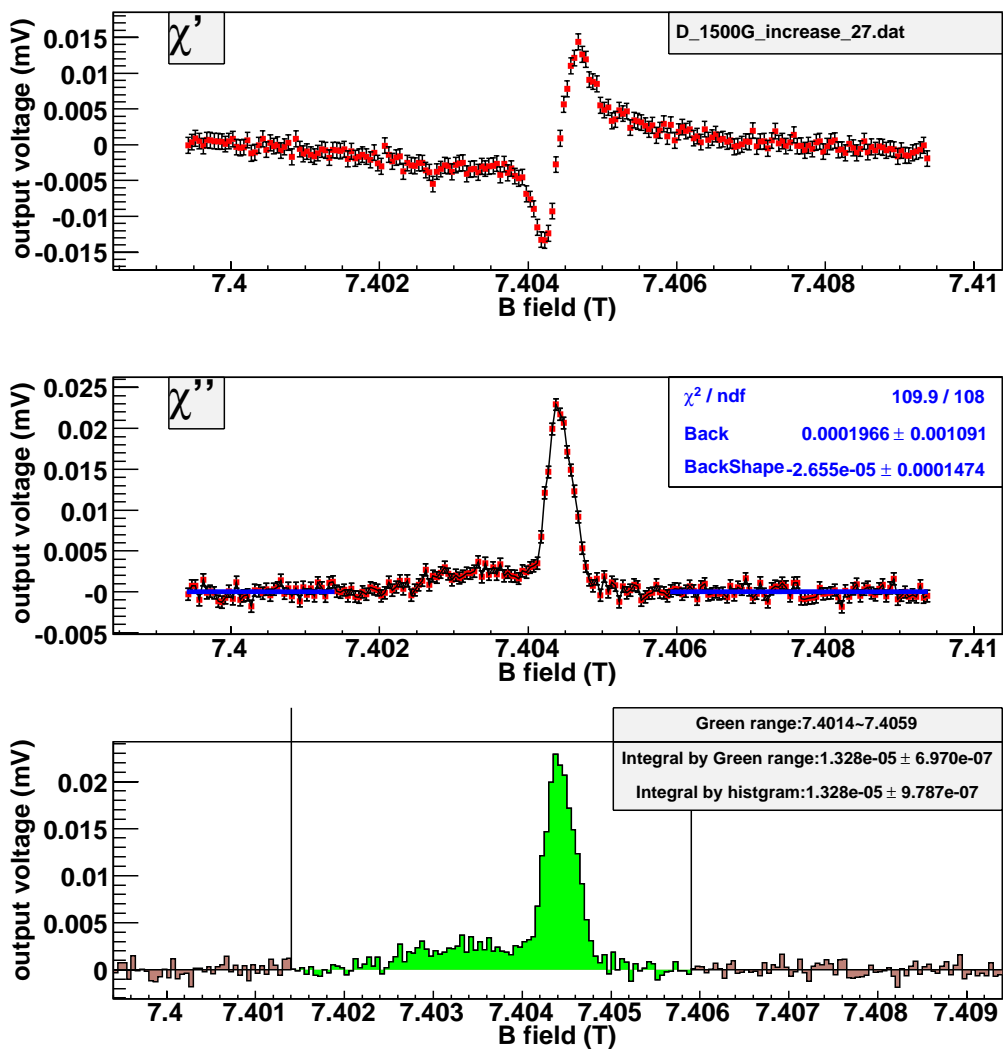 χ'
D_1500G_increase_27.dat
output voltage (mV)
0.015
0.01
0.005
0
-0.005
-0.01
-0.015
7.4 7.402 7.404 7.406 7.408 7.41
B field (T)
χ''
χ² / ndf 109.9 / 108
Back 0.0001966 ± 0.001091
BackShape -2.655e-05 ± 0.0001474
output voltage (mV)
0.025
0.02
0.015
0.01
0.005
-0
-0.005
7.4 7.402 7.404 7.406 7.408 7.41
B field (T)
Green range:7.4014~7.4059
Integral by Green range:1.328e-05 ± 6.970e-07
Integral by histgram:1.328e-05 ± 9.787e-07
output voltage (mV)
0.02
0.015
0.01
0.005
0
7.4 7.401 7.402 7.403 7.404 7.405 7.406 7.407 7.408 7.409
B field (T)